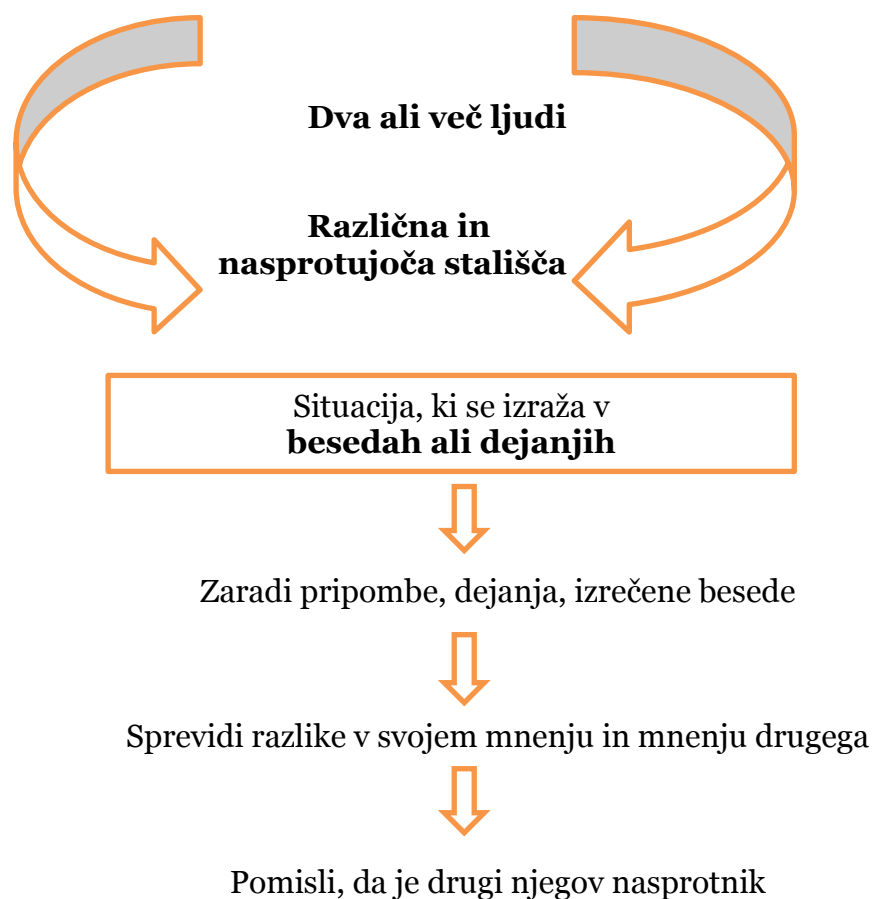 Dva ali več ljudi
Različna in
nasprotujoča stališča
Situacija, ki se izraža v
besedah ali dejanjih
Zaradi pripombe, dejanja, izrečene besede
Sprevidi razlike v svojem mnenju in mnenju drugega
Pomisli, da je drugi njegov nasprotnik